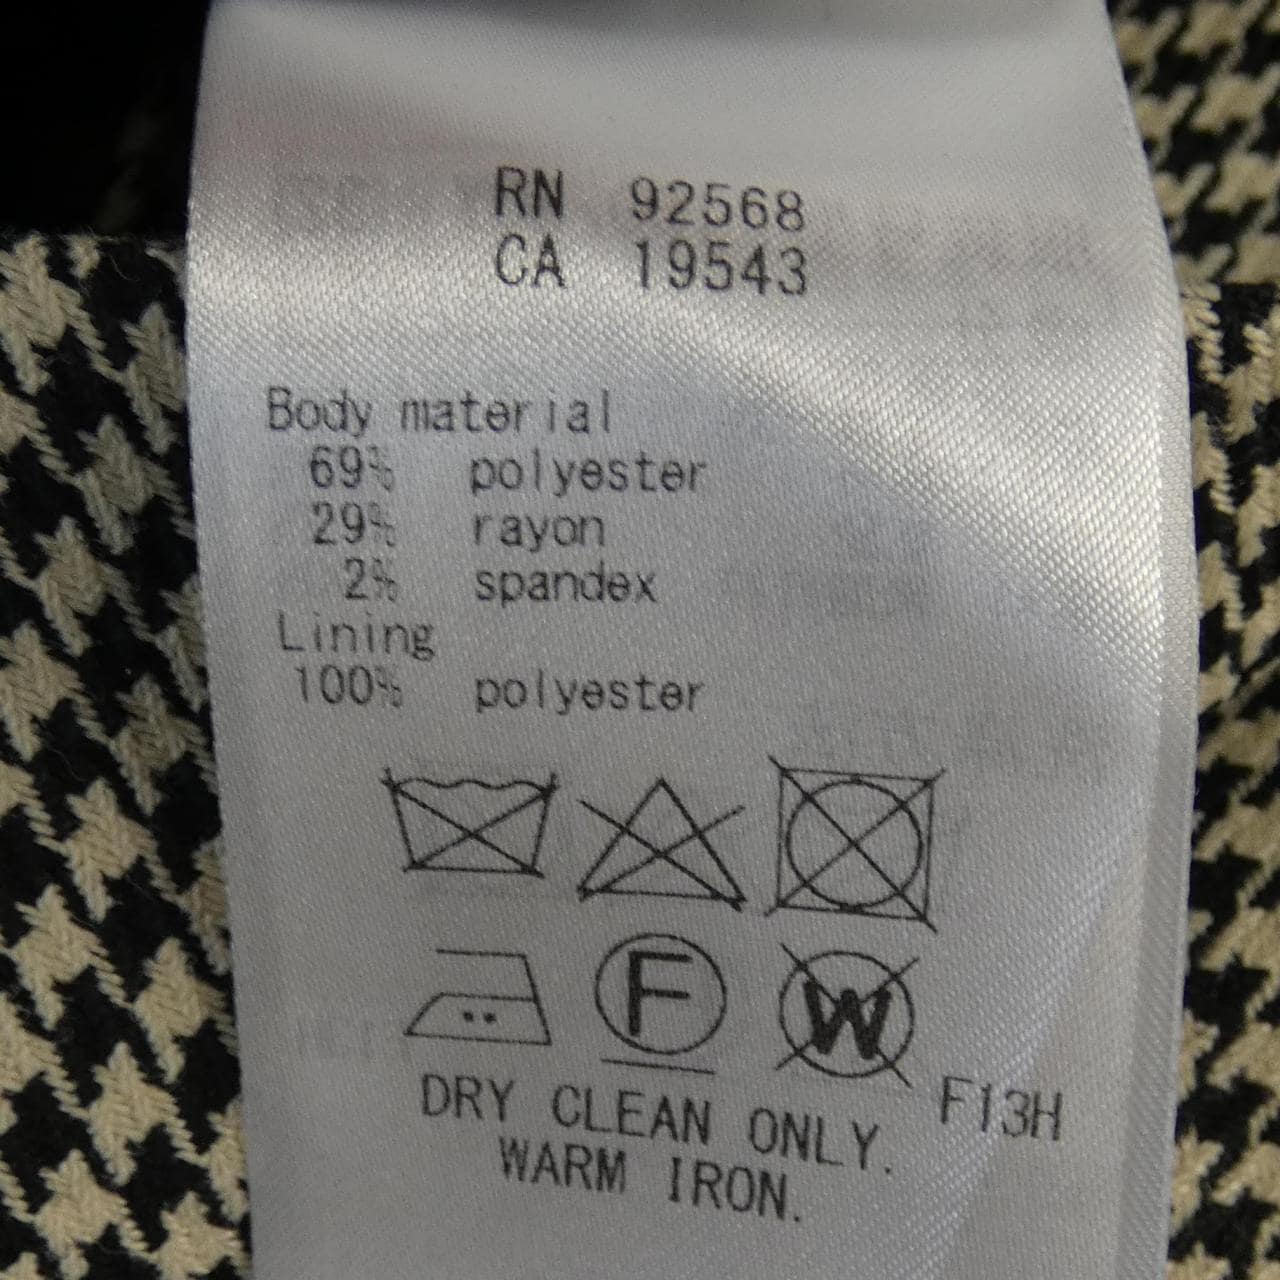 RN 92568
CA 19543
Body material
69% polyester
29% rayon
2% spandex
Lining
100% polyester
F W
F13H
DRY CLEAN ONLY.
WARM IRON.